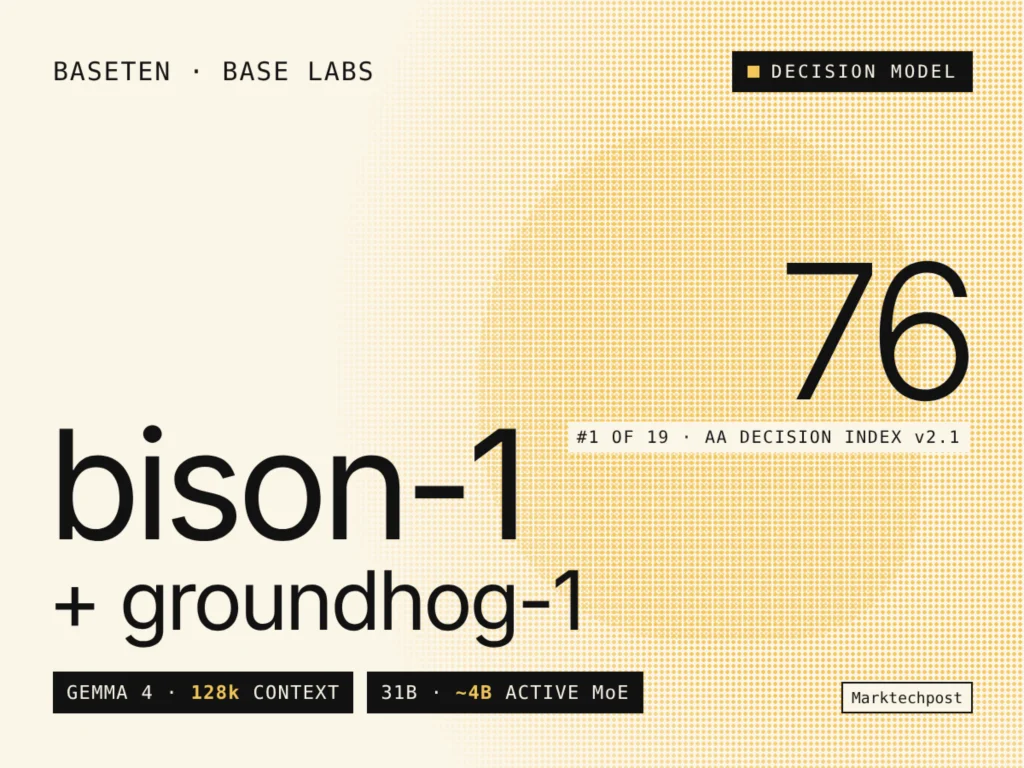 BASETEN · BASE LABS
DECISION MODEL
76
#1 OF 19 · AA DECISION INDEX v2.1
bison-1
+ groundhog-1
GEMMA 4 · 128k CONTEXT
31B · ~4B ACTIVE MoE
Marktechpost